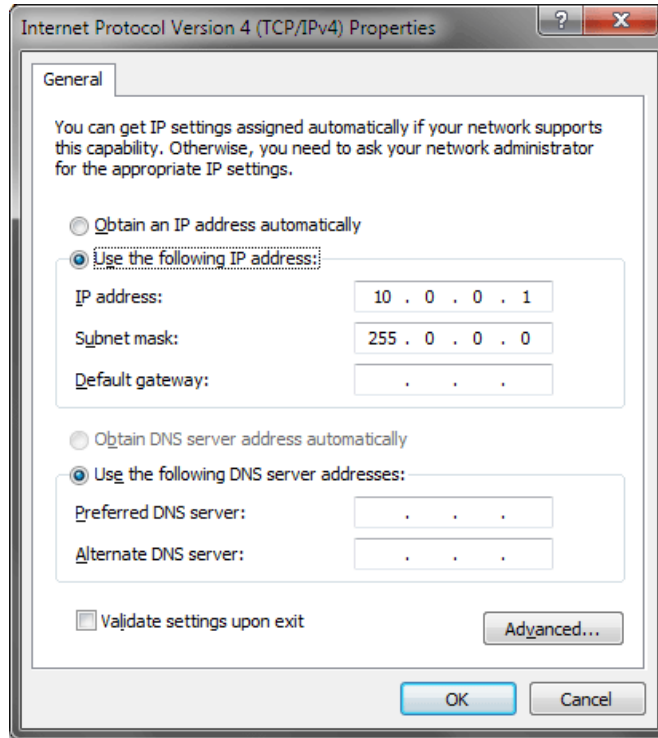 Internet Protocol Version 4 (TCP/IPv4) Properties
?
X
General
You can get IP settings assigned automatically if your network supports
this capability. Otherwise, you need to ask your network administrator
for the appropriate IP settings.
Obtain an IP address automatically
Use the following IP address:
IP address: 10 . 0 . 0 . 1
Subnet mask: 255 . 0 . 0 . 0
Default gateway: . . .
Obtain DNS server address automatically
Use the following DNS server addresses:
Preferred DNS server: . . .
Alternate DNS server: . . .
Validate settings upon exit
Advanced...
OK Cancel